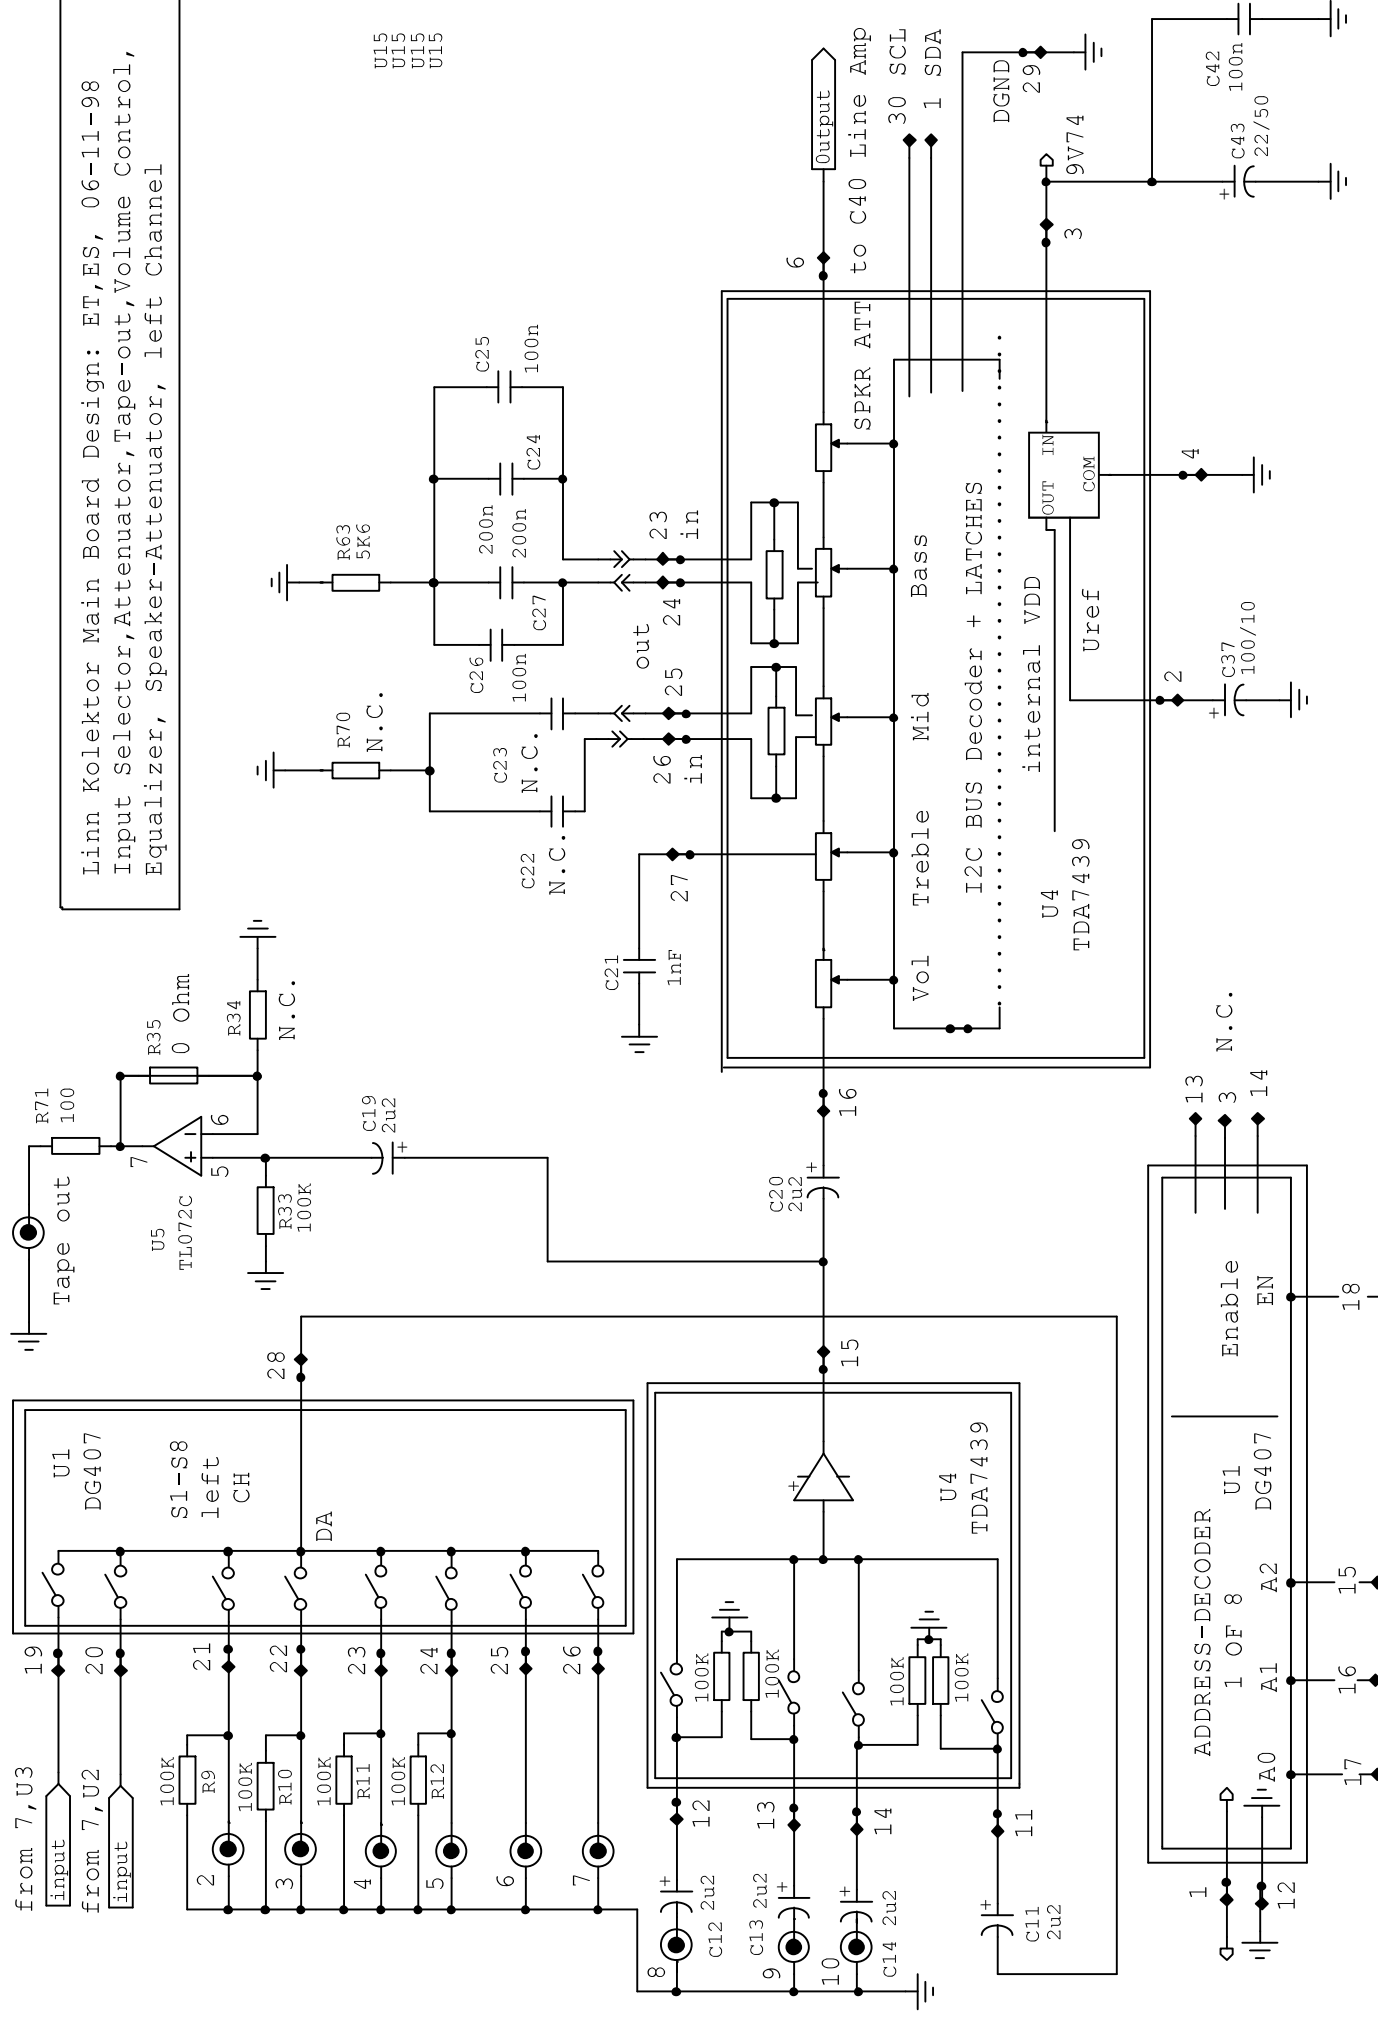 Linn Kolektor Main Board Design: ET,ES, 06-11-98
Input Selector,Attenuator,Tape-out,Volume Control,
Equalizer, Speaker-Attenuator, left Channel
U15
U15
U15
U15
Tape out
R71
100
R35
0 Ohm
R34
N.C.
7
6
5
U5
TL072C
R33
100K
C19
2u2
from 7,U3
input
from 7,U2
input
19
20
21
22
23
24
25
26
U1
DG407
S1-S8
left
CH
DA
28
100K
R9
100K
R10
100K
R11
100K
R12
2
3
4
5
6
7
8
9
10
C12
2u2
C13
2u2
C14
2u2
C11
2u2
12
13
14
11
100K
100K
100K
100K
U4
TDA7439
15
C20
2u2
16
C21
1nF
27
C22
N.C.
C23
N.C.
R70
N.C.
26
in
25
out
24
23
in
R63
5K6
C26
100n
C27
200n
200n
C24
C25
100n
Vol
Treble
Mid
Bass
SPKR ATT
6
Output
to C40 Line Amp
30 SCL
1 SDA
DGND
29
I2C BUS Decoder + LATCHES
internal VDD
U4
TDA7439
Uref
OUT
IN
COM
3
9V74
4
2
C37
100/10
C42
100n
C43
22/50
ADDRESS-DECODER
1 OF 8
U1
DG407
Enable
EN
A0
A1
A2
13
3
N.C.
14
1
12
17
16
15
18
+
+
+
+
+
+
+
+
+
+
−